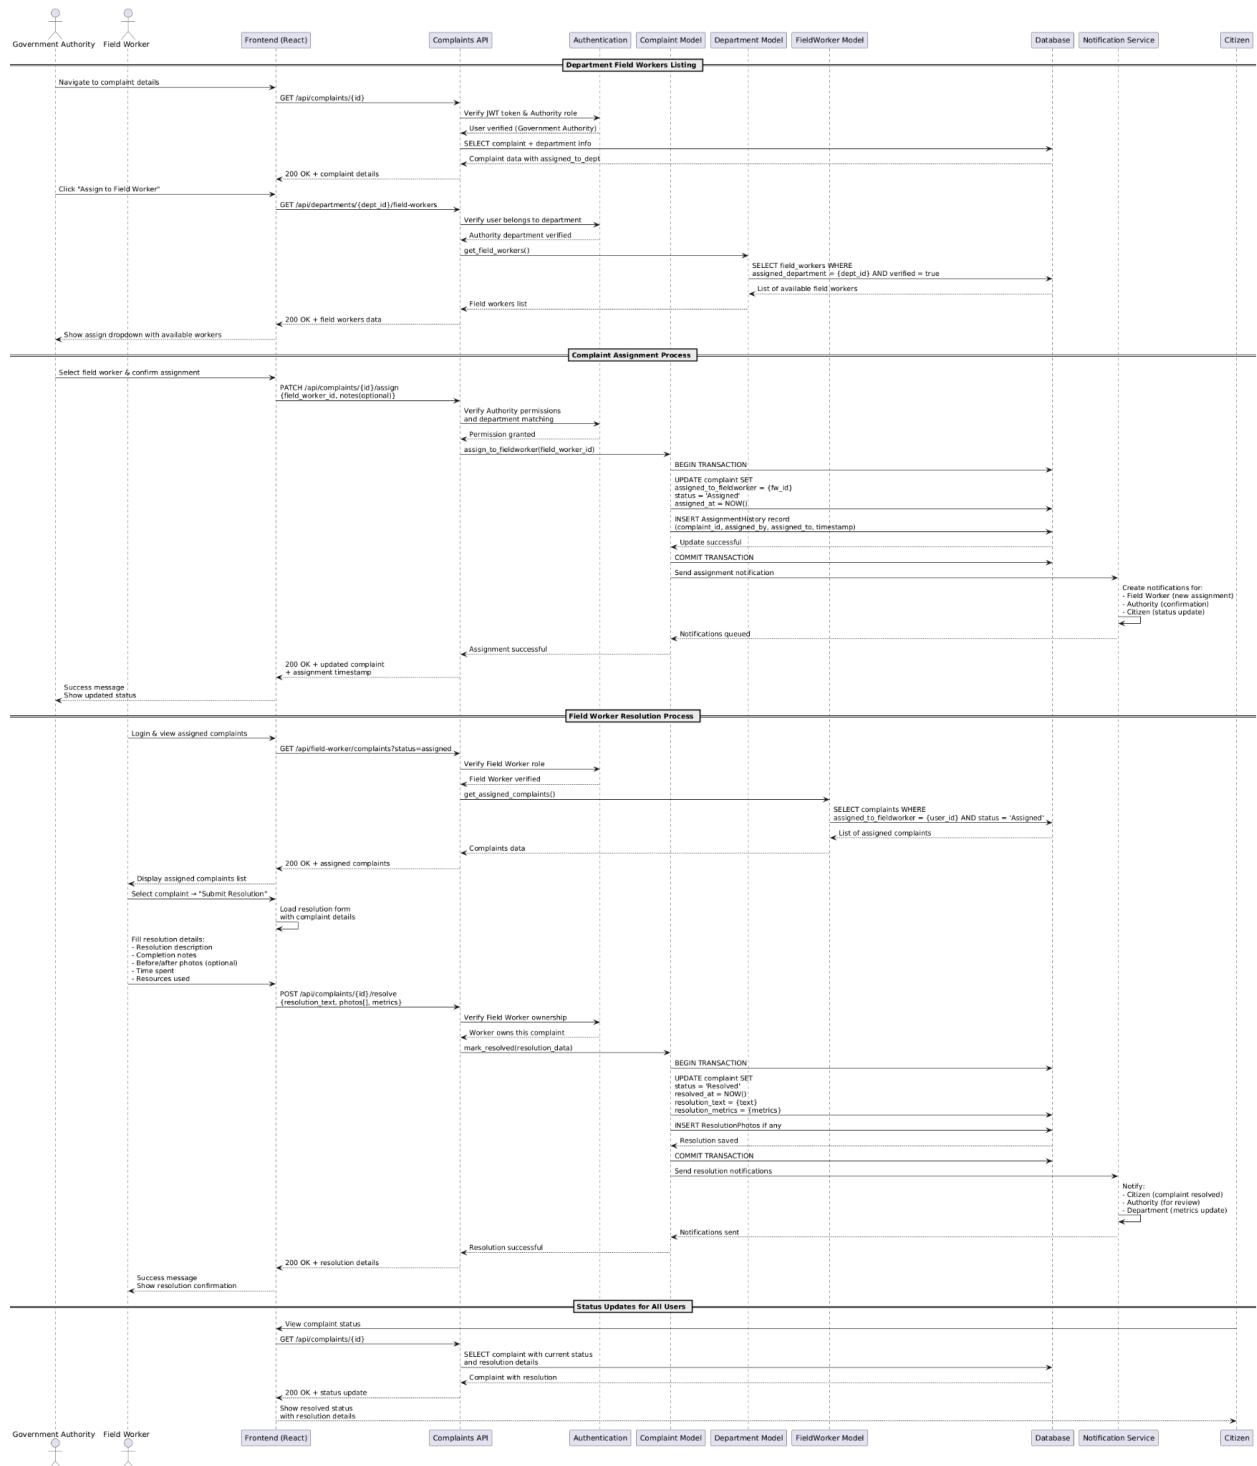 Government Authority
Field Worker
Frontend (React)
Complaints API
Authentication
Complaint Model
Department Model
FieldWorker Model
Database
Notification Service
Citizen
Department Field Workers Listing
Navigate to complaint details
GET /api/complaints/{id}
Verify JWT token & Authority role
User verified (Government Authority)
SELECT complaint + department info
Complaint data with assigned_to_dept
200 OK + complaint details
Click "Assign to Field Worker"
GET /api/departments/{dept_id}/field-workers
Verify user belongs to department
Authority department verified
get_field_workers()
SELECT field_workers WHERE
assigned_department = {dept_id} AND verified = true
List of available field workers
Field workers list
200 OK + field workers data
Show assign dropdown with available workers
Complaint Assignment Process
Select field worker & confirm assignment
PATCH /api/complaints/{id}/assign
{field_worker_id, notes(optional)}
Verify Authority permissions
and department matching
Permission granted
assign_to_fieldworker(field_worker_id)
BEGIN TRANSACTION
UPDATE complaint SET
assigned_to_fieldworker = {fw_id}
status = 'Assigned'
assigned_at = NOW()
INSERT AssignmentHistory record
(complaint_id, assigned_by, assigned_to, timestamp)
Update successful
COMMIT TRANSACTION
Send assignment notification
Create notifications for:
- Field Worker (new assignment)
- Authority (confirmation)
- Citizen (status update)
Notifications queued
Assignment successful
200 OK + updated complaint
+ assignment timestamp
Success message
Show updated status
Field Worker Resolution Process
Login & view assigned complaints
GET /api/field-worker/complaints?status=assigned
Verify Field Worker role
Field Worker verified
get_assigned_complaints()
SELECT complaints WHERE
assigned_to_fieldworker = {user_id} AND status = 'Assigned'
List of assigned complaints
Complaints data
200 OK + assigned complaints
Display assigned complaints list
Select complaint → "Submit Resolution"
Load resolution form
with complaint details
Fill resolution details:
- Resolution description
- Completion notes
- Before/after photos (optional)
- Time spent
- Resources used
POST /api/complaints/{id}/resolve
{resolution_text, photos[], metrics}
Verify Field Worker ownership
Worker owns this complaint
mark_resolved(resolution_data)
BEGIN TRANSACTION
UPDATE complaint SET
status = 'Resolved'
resolved_at = NOW()
resolution_text = {text}
resolution_metrics = {metrics}
INSERT ResolutionPhotos if any
Resolution saved
COMMIT TRANSACTION
Send resolution notifications
Notify:
- Citizen (complaint resolved)
- Authority (for review)
- Department (metrics update)
Notifications sent
Resolution successful
200 OK + resolution details
Success message
Show resolution confirmation
Status Updates for All Users
View complaint status
GET /api/complaints/{id}
SELECT complaint with current status
and resolution details
Complaint with resolution
200 OK + status update
Show resolved status
with resolution details
Government Authority
Field Worker
Frontend (React)
Complaints API
Authentication
Complaint Model
Department Model
FieldWorker Model
Database
Notification Service
Citizen